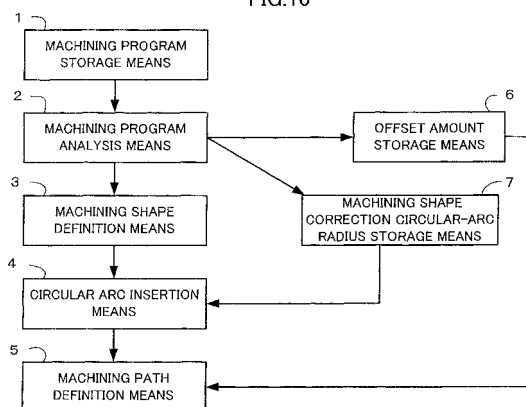 FIG.10
1
MACHINING PROGRAM
STORAGE MEANS
2
MACHINING PROGRAM
ANALYSIS MEANS
6
OFFSET AMOUNT
STORAGE MEANS
3
MACHINING SHAPE
DEFINITION MEANS
7
MACHINING SHAPE
CORRECTION CIRCULAR-ARC
RADIUS STORAGE MEANS
4
CIRCULAR ARC INSERTION
MEANS
5
MACHINING PATH
DEFINITION MEANS